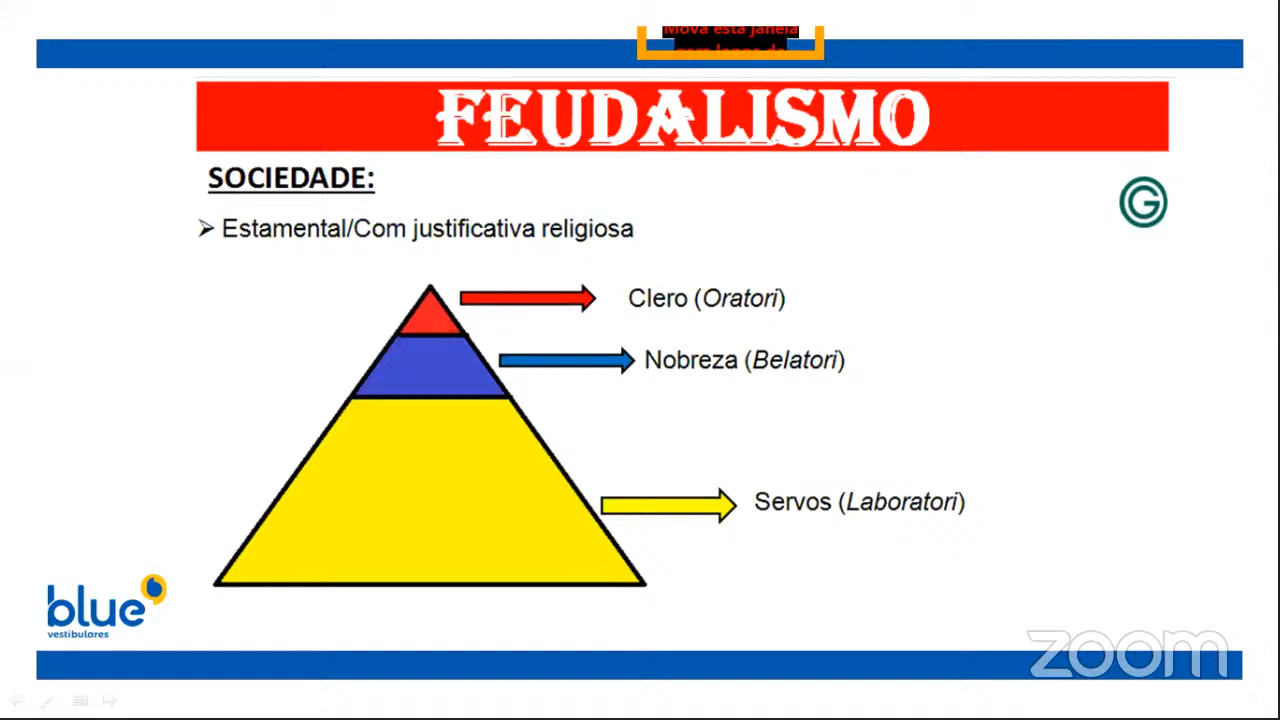 Mova esta janela
FEUDALISMO
SOCIEDADE:
➢ Estamental/Com justificativa religiosa
Clero (Oratori)
Nobreza (Belatori)
Servos (Laboratori)
blue
vestibulares
zoom